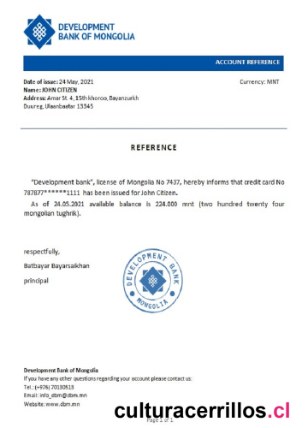 DEVELOPMENT
BANK OF MONGOLIA
ACCOUNT REFERENCE
Date of issue: 24 May, 2021 Currency: MNT
Name: JOHN CITIZEN
Address: Amar St. 4, 15th khoroo, Bayanzurkh
Duureg, Ulaanbaatar 13345
REFERENCE
"Development bank", license of Mongolia No 7437, hereby informs that credit card No
787877******1111 has been issued for John Citizen.
As of 24.05.2021 available balance is 224.000 mnt (two hundred twenty four
mongolian tughrik).
respectfully,
Batbayar Bayarsaikhan
principal
DEVELOPMENT BANK
MONGOLIA
Development Bank of Mongolia
If you have any other questions regarding your account please contact us:
Tel.: (+976)
Email: info_dbm@dbm.mn
Website: www.dbm.mn
culturacerrillos.cl
Page 1 of 1